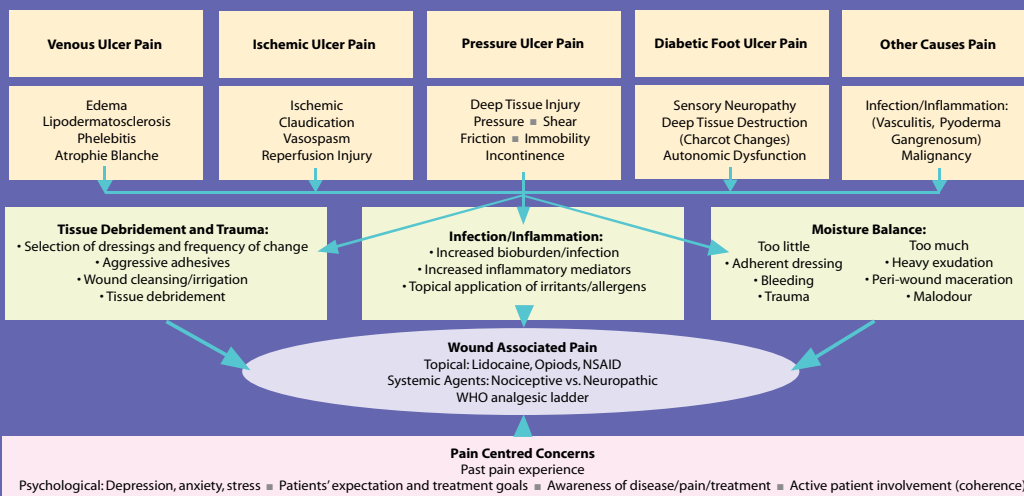 Venous Ulcer Pain
Ischemic Ulcer Pain
Pressure Ulcer Pain
Diabetic Foot Ulcer Pain
Other Causes Pain
Edema
Lipodermatosclerosis
Phelebitis
Atrophie Blanche
Ischemic
Claudication
Vasospasm
Reperfusion Injury
Deep Tissue Injury
Pressure ■ Shear
Friction ■ Immobility
Incontinence
Sensory Neuropathy
Deep Tissue Destruction
(Charcot Changes)
Autonomic Dysfunction
Infection/Inflammation:
(Vasculitis, Pyoderma
Gangrenosum)
Malignancy
Tissue Debridement and Trauma:
• Selection of dressings and frequency of change
• Aggressive adhesives
• Wound cleansing/irrigation
• Tissue debridement
Infection/Inflammation:
• Increased bioburden/infection
• Increased inflammatory mediators
• Topical application of irritants/allergens
Moisture Balance:
Too little
• Adherent dressing
• Bleeding
• Trauma
Too much
• Heavy exudation
• Peri-wound maceration
• Malodour
Wound Associated Pain
Topical: Lidocaine, Opiods, NSAID
Systemic Agents: Nociceptive vs. Neuropathic
WHO analgesic ladder
Pain Centred Concerns
Past pain experience
Psychological: Depression, anxiety, stress ■ Patients' expectation and treatment goals ■ Awareness of disease/pain/treatment ■ Active patient involvement (coherence)